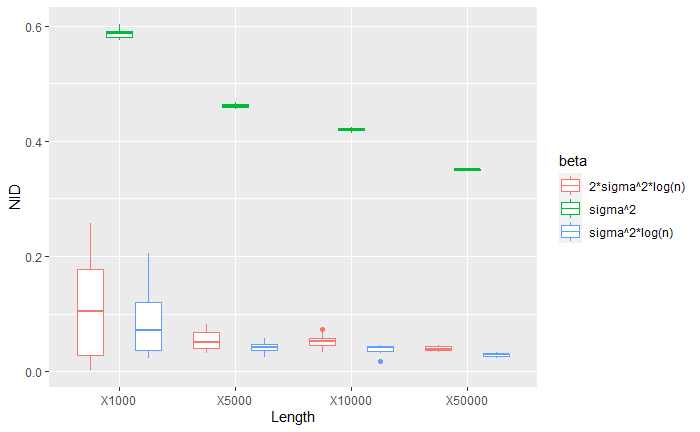 0.6
0.4
0.2
0.0
NID
X1000 X5000 X10000 X50000
Length
beta
2*sigma^2*log(n)
sigma^2
sigma^2*log(n)